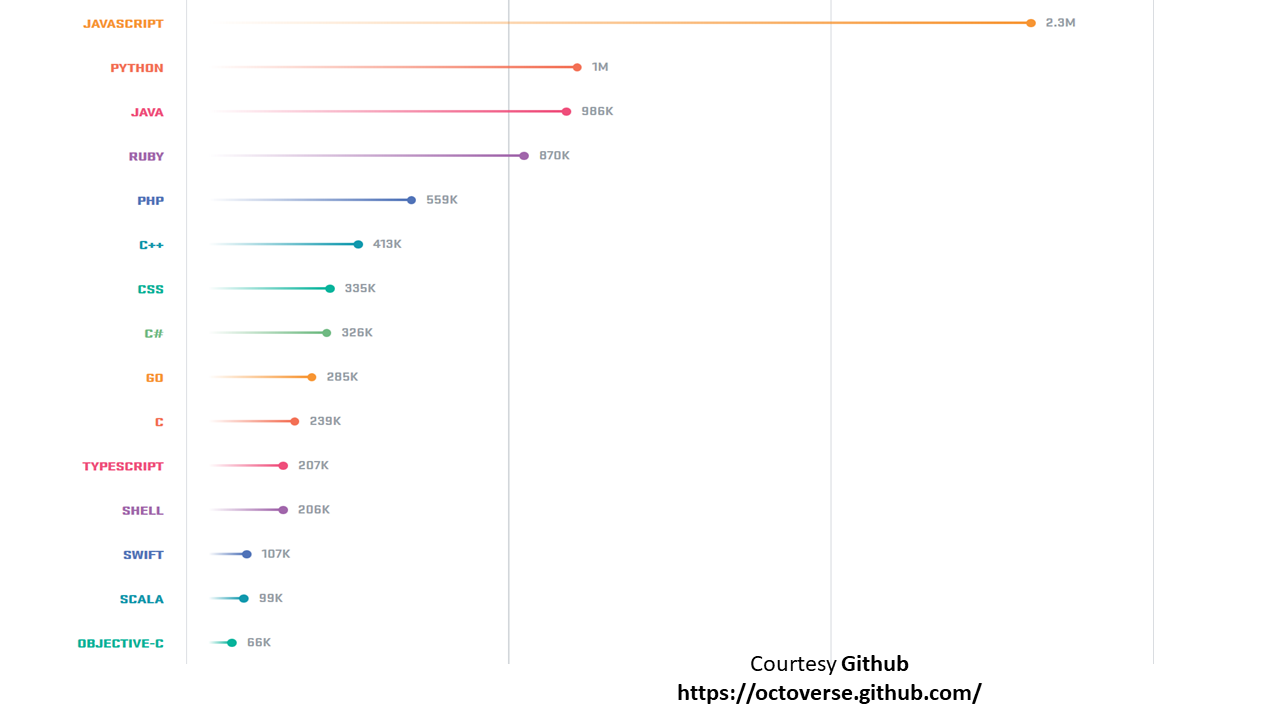 JAVASCRIPT 2.3M
PYTHON 1M
JAVA 986K
RUBY 870K
PHP 559K
C++ 413K
CSS 335K
C# 326K
GO 285K
C 239K
TYPESCRIPT 207K
SHELL 206K
SWIFT 107K
SCALA 99K
OBJECTIVE-C 66K
Courtesy Github
https://octoverse.github.com/